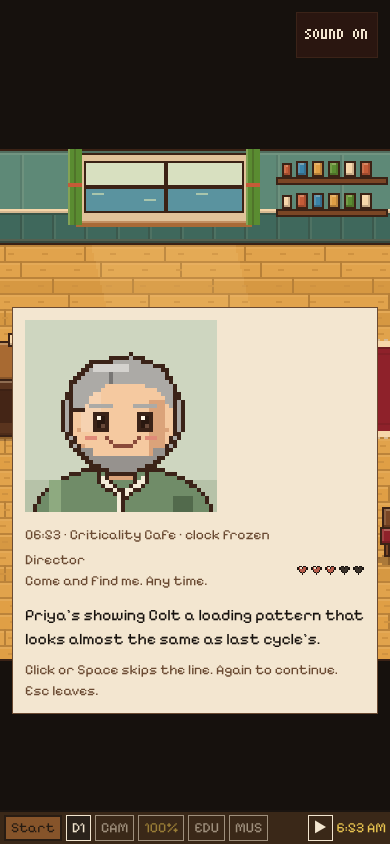 SOUND ON
06:53 · Criticality Cafe · clock frozen
Director
Come and find me. Any time.
Priya's showing Colt a loading pattern that
looks almost the same as last cycle's.
Click or Space skips the line. Again to continue.
Esc leaves.
Start D1 CAM 100% EDU MUS 6:53 AM